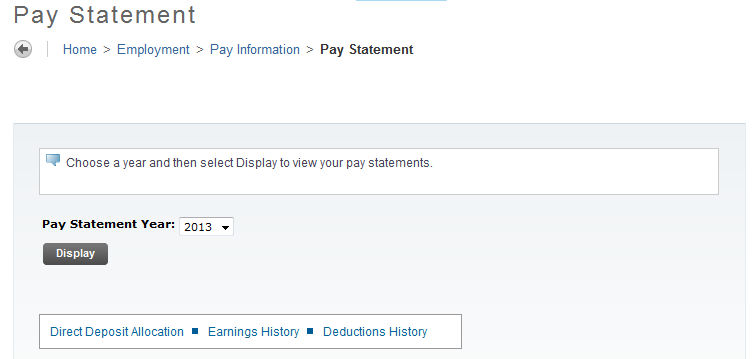 Pay Statement
Home > Employment > Pay Information > Pay Statement
Choose a year and then select Display to view your pay statements.
Pay Statement Year: 2013
Display
Direct Deposit Allocation ■ Earnings History ■ Deductions History